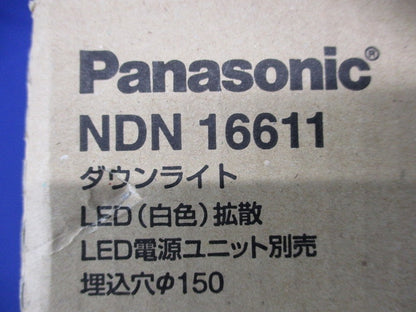 Panasonic®
NDN 16611
ダウンライト
LED（白色）拡散
LED電源ユニット別売
埋込穴Φ150